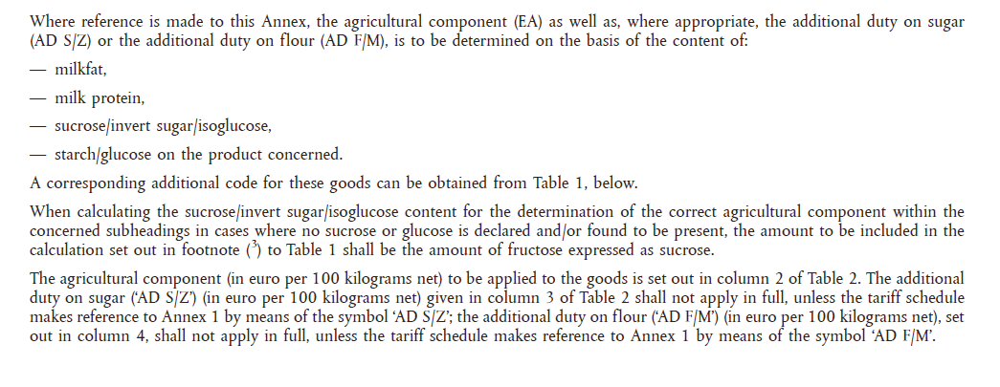 Where reference is made to this Annex, the agricultural component (EA) as well as, where appropriate, the additional duty on sugar
(AD S/Z) or the additional duty on flour (AD F/M), is to be determined on the basis of the content of:
— milkfat,
— milk protein,
— sucrose/invert sugar/isoglucose,
— starch/glucose on the product concerned.
A corresponding additional code for these goods can be obtained from Table 1, below.
When calculating the sucrose/invert sugar/isoglucose content for the determination of the correct agricultural component within the
concerned subheadings in cases where no sucrose or glucose is declared and/or found to be present, the amount to be included in the
calculation set out in footnote (³) to Table 1 shall be the amount of fructose expressed as sucrose.
The agricultural component (in euro per 100 kilograms net) to be applied to the goods is set out in column 2 of Table 2. The additional
duty on sugar (‘AD S/Z’) (in euro per 100 kilograms net) given in column 3 of Table 2 shall not apply in full, unless the tariff schedule
makes reference to Annex 1 by means of the symbol ‘AD S/Z’; the additional duty on flour (‘AD F/M’) (in euro per 100 kilograms net), set
out in column 4, shall not apply in full, unless the tariff schedule makes reference to Annex 1 by means of the symbol ‘AD F/M’.